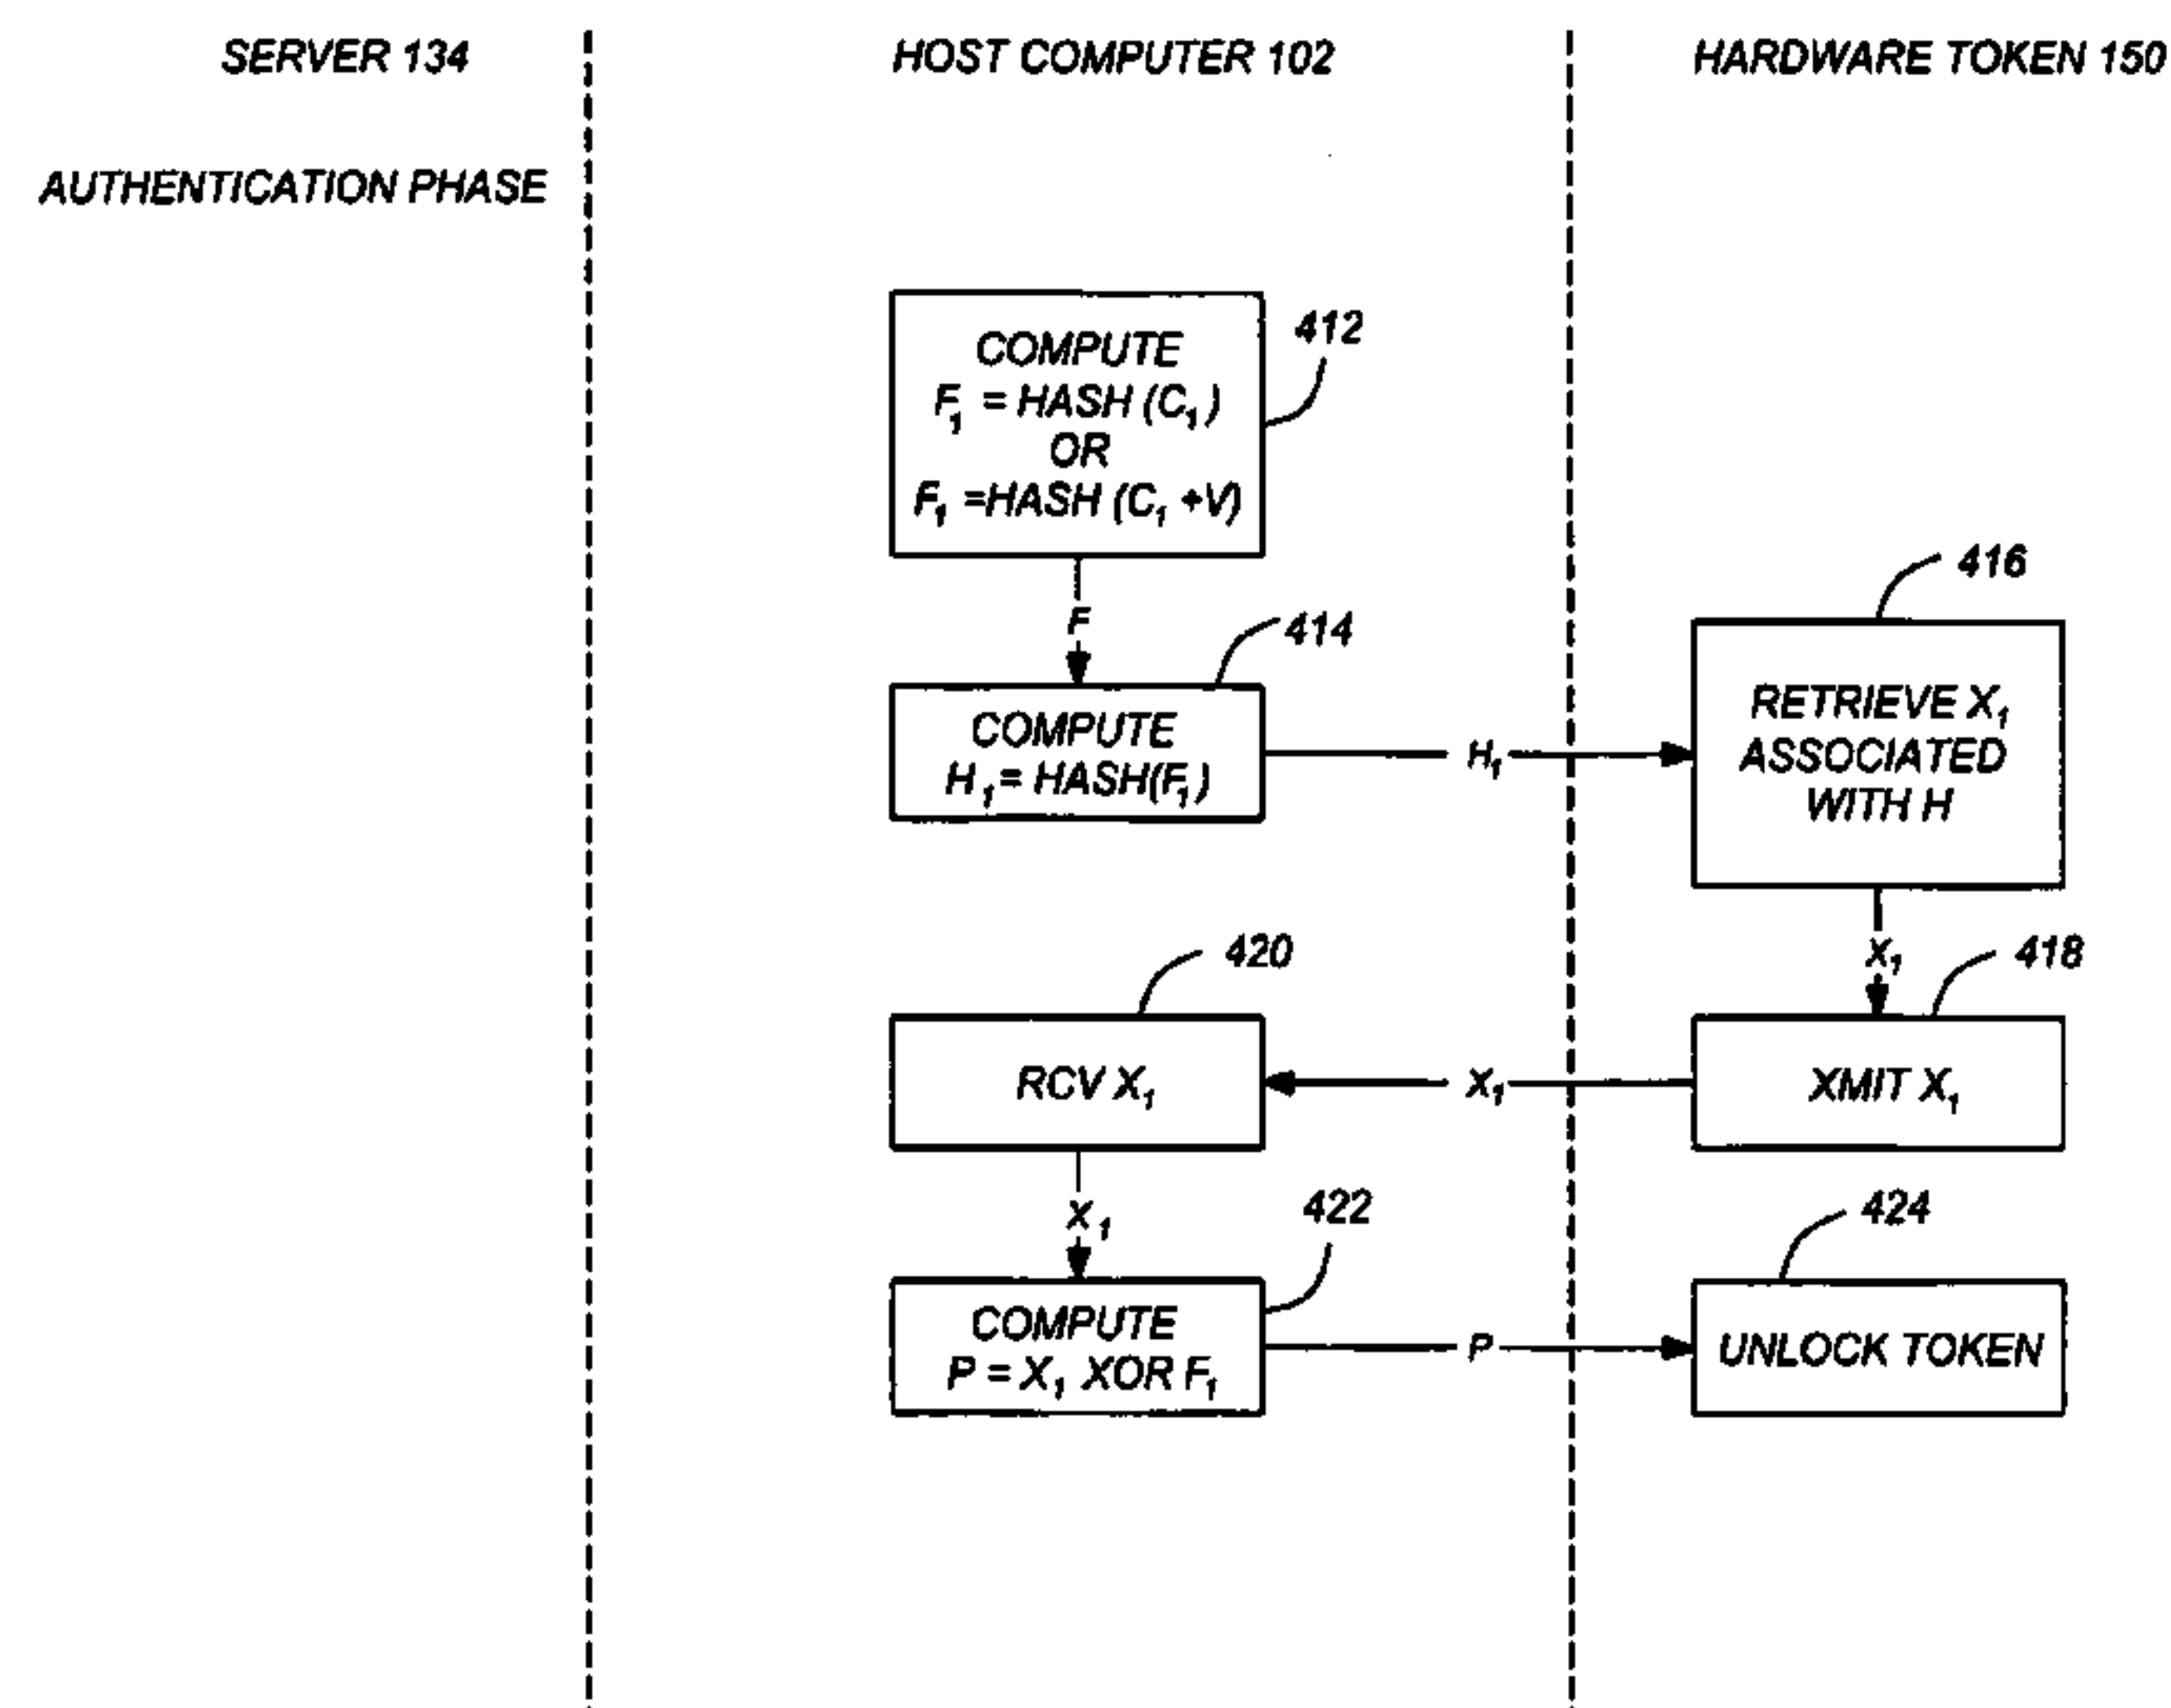 SERVER 134
HOST COMPUTER 102
HARDWARE TOKEN 150
AUTHENTICATION PHASE
412
COMPUTE
F₁ = HASH (C₁)
OR
F₁ =HASH (C₁ +V)
F
414
COMPUTE
H₁ = HASH(F₁)
H₁
416
RETRIEVE X₁
ASSOCIATED
WITH H
X₁
418
XMIT X₁
X₁
420
RCV X₁
X₁
422
COMPUTE
P = X₁ XOR F₁
P
424
UNLOCK TOKEN